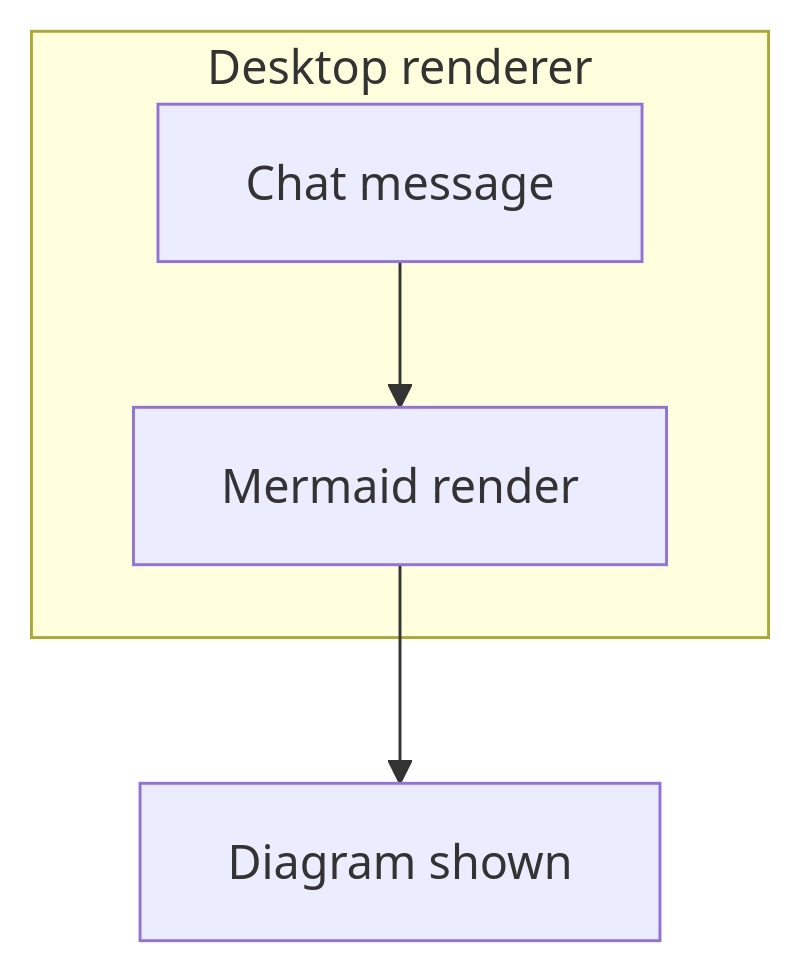 Desktop renderer
Chat message
Mermaid render
Diagram shown